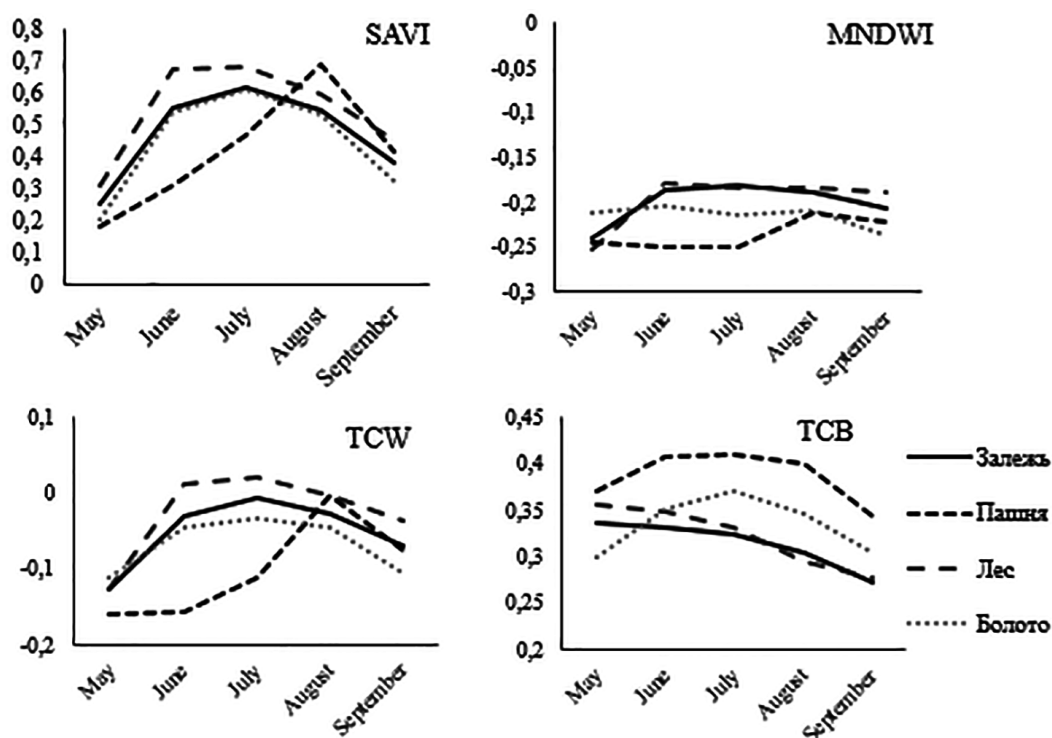 SAVI
0,8
0,7
0,6
0,5
0,4
0,3
0,2
0,1
0
May
June
July
August
September
MNDWI
0
-0,05
-0,1
-0,15
-0,2
-0,25
-0,3
May
June
July
August
September
TCW
0,1
0
-0,1
-0,2
May
June
July
August
September
TCB
0,45
0,4
0,35
0,3
0,25
0,2
May
June
July
August
September
Залежь
Пашня
Лес
Болото